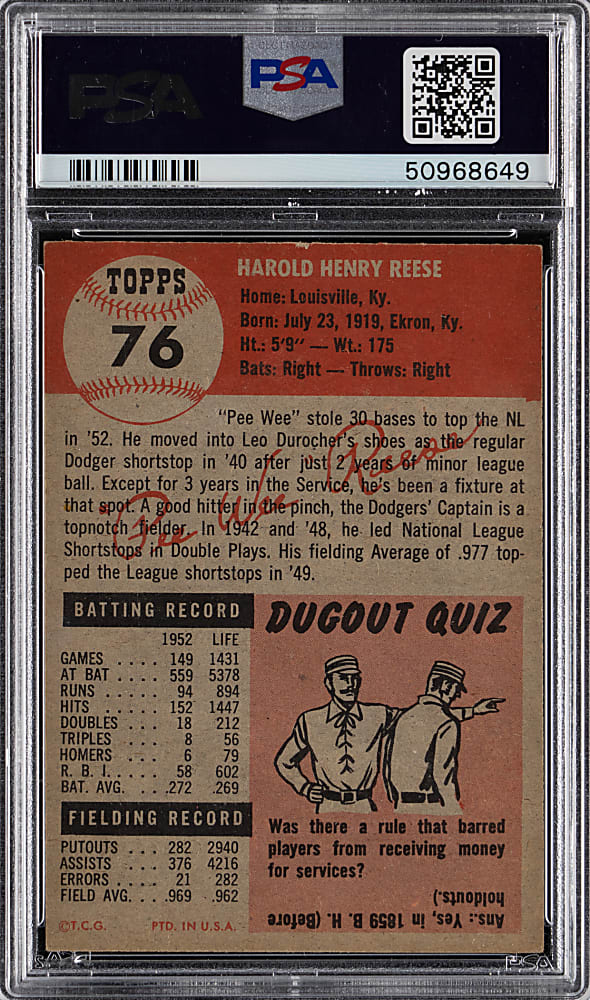 PSA
PSA
50968649
TOPPS
76
HAROLD HENRY REESE
Home: Louisville, Ky.
Born: July 23, 1919, Ekron, Ky.
Ht.: 5'9" — Wt.: 175
Bats: Right — Throws: Right
"Pee Wee" stole 30 bases to top the NL
in '52. He moved into Leo Durocher's shoes as the regular
Dodger shortstop in '40 after just 2 years of minor league
ball. Except for 3 years in the Service, he's been a fixture at
that spot. A good hitter in the pinch, the Dodgers' Captain is a
topnotch fielder. In 1942 and '48, he led National League
Shortstops in Double Plays. His fielding Average of .977 top-
ped the League shortstops in '49.
"Pee Wee" Reese
BATTING RECORD
1952 LIFE
GAMES .... 149 1431
AT BAT .... 559 5378
RUNS ..... 94 894
HITS ..... 152 1447
DOUBLES .. 18 212
TRIPLES ... 8 56
HOMERS .. 6 79
R. B. I...... 58 602
BAT. AVG. ... .272 .269
FIELDING RECORD
PUTOUTS ... 282 2940
ASSISTS .... 376 4216
ERRORS .... 21 282
FIELD AVG. ... .969 .962
©T.C.G. PTD. IN U.S.A.
DUGOUT QUIZ
Was there a rule that barred
players from receiving money
for services?
Ans.: Yes, in 1859 B. H. (Before
holdouts.)
PSA
PSA